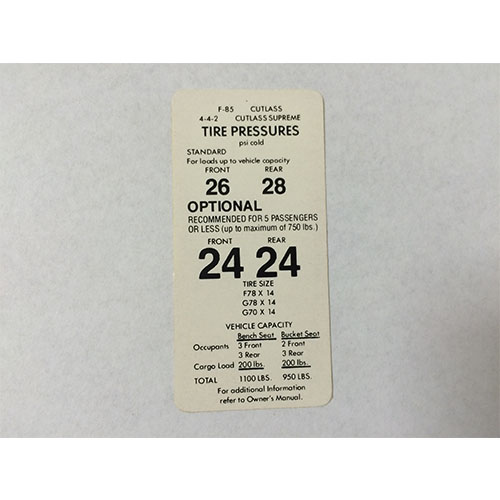 F-85 CUTLASS
4-4-2 CUTLASS SUPREME
TIRE PRESSURES
psi cold
STANDARD
For loads up to vehicle capacity
FRONT REAR
26 28
OPTIONAL
RECOMMENDED FOR 5 PASSENGERS
OR LESS (up to maximum of 750 lbs.)
FRONT REAR
24 24
TIRE SIZE
F78 X 14
G78 X 14
G70 X 14
VEHICLE CAPACITY
Bench Seat Bucket Seat
Occupants 3 Front 2 Front
3 Rear 3 Rear
Cargo Load 200 lbs. 200 lbs.
TOTAL 1100 LBS. 950 LBS.
For additional Information
refer to Owner's Manual.